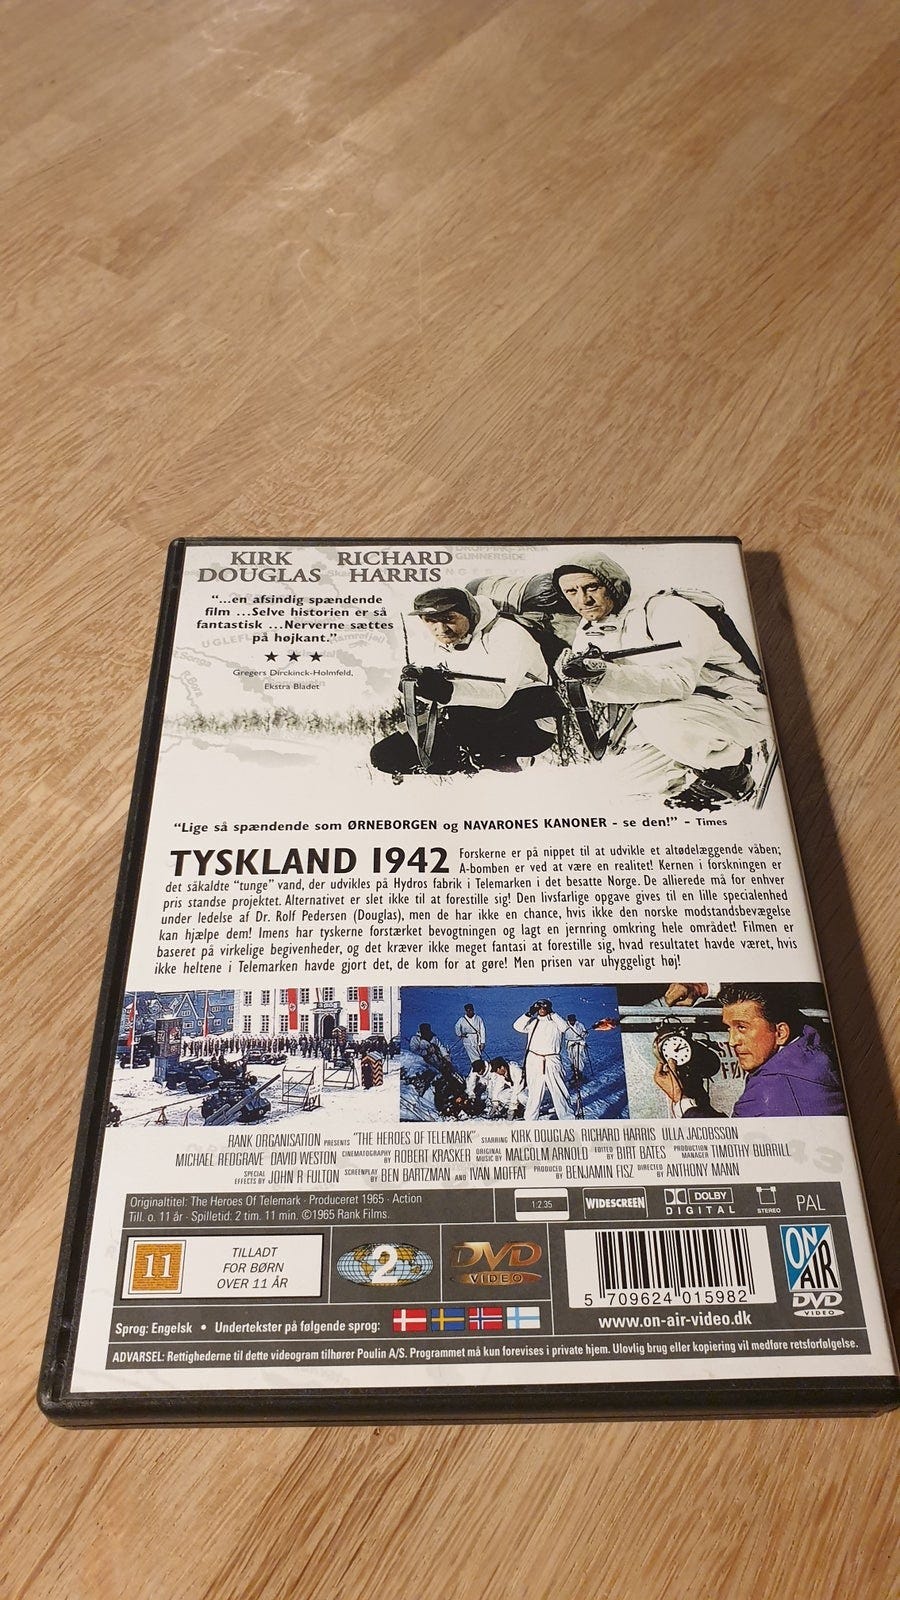 KIRK DOUGLAS
RICHARD HARRIS
DROPPING AREA
GUNNERSIDE
"...en afsindig spændende
film ...Selve historien er så
fantastisk ...Nerverne sættes
på højkant."
★ ★ ★
Gregers Dirckinck-Holmfeld,
Ekstra Bladet
"Lige så spændende som ØRNEBORGEN og NAVARONES KANONER - se den!" - Times
TYSKLAND 1942 Forskerne er på nippet til at udvikle et altødelæggende våben;
A-bomben er ved at være en realitet! Kernen i forskningen er
det såkaldte "tunge" vand, der udvikles på Hydros fabrik i Telemarken i det besatte Norge. De allierede må for enhver
pris standse projektet. Alternativet er slet ikke til at forestille sig! Den livsfarlige opgave gives til en lille specialenhed
under ledelse af Dr. Rolf Pedersen (Douglas), men de har ikke en chance, hvis ikke den norske modstandsbevægelse
kan hjælpe dem! Imens har tyskerne forstærket bevogtningen og lagt en jernring omkring hele området! Filmen er
baseret på virkelige begivenheder, og det kræver ikke meget fantasi at forestille sig, hvad resultatet havde været, hvis
ikke heltene i Telemarken havde gjort det, de kom for at gøre! Men prisen var uhyggeligt høj!
RANK ORGANISATION PRESENTS "THE HEROES OF TELEMARK" STARRING KIRK DOUGLAS RICHARD HARRIS ULLA JACOBSSON
MICHAEL REDGRAVE DAVID WESTON CINEMATOGRAPHY BY ROBERT KRASKER ORIGINAL MUSIC BY MALCOLM ARNOLD EDITED BY BIRT BATES PRODUCTION MANAGER TIMOTHY BURRILL
SPECIAL EFFECTS BY JOHN R FULTON SCREENPLAY BY BEN BARTZMAN AND IVAN MOFFAT PRODUCED BY BENJAMIN FISZ DIRECTED BY ANTHONY MANN
Originaltitel: The Heroes Of Telemark · Produceret 1965 · Action
Till. o. 11 år · Spilletid: 2 tim. 11 min. ©1965 Rank Films.
1:2.35
WIDESCREEN
DOLBY
DIGITAL
STEREO
PAL
11
TILLADT
FOR BØRN
OVER 11 ÅR
2
DVD
VIDEO
5 709624 015982
www.on-air-video.dk
ON
AIR
DVD
VIDEO
Sprog: Engelsk • Undertekster på følgende sprog:
ADVARSEL: Rettighederne til dette videogram tilhører Poulin A/S. Programmet må kun forevises i private hjem. Ulovlig brug eller kopiering vil medføre retsforfølgelse.